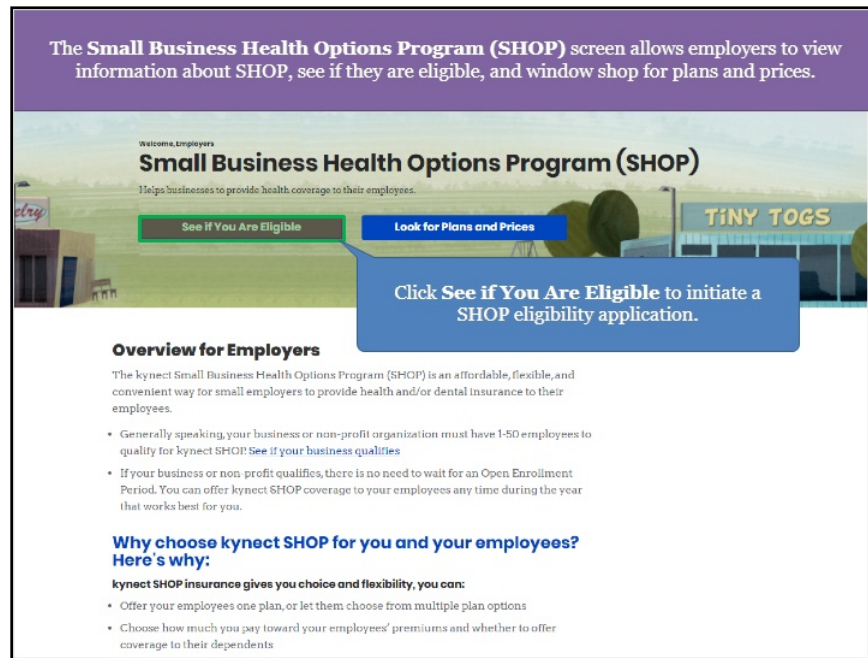 The Small Business Health Options Program (SHOP) screen allows employers to view
information about SHOP, see if they are eligible, and window shop for plans and prices.
Welcome, Employers
Small Business Health Options Program (SHOP)
Helps businesses to provide health coverage to their employees.
elry
TINY TOGS
See if You Are Eligible
Look for Plans and Prices
Click See if You Are Eligible to initiate a
SHOP eligibility application.
Overview for Employers
The kynect Small Business Health Options Program (SHOP) is an affordable, flexible, and
convenient way for small employers to provide health and/or dental insurance to their
employees.
• Generally speaking, your business or non-profit organization must have 1-50 employees to
qualify for kynect SHOP. See if your business qualifies
• If your business or non-profit qualifies, there is no need to wait for an Open Enrollment
Period. You can offer kynect SHOP coverage to your employees any time during the year
that works best for you.
Why choose kynect SHOP for you and your employees?
Here's why:
kynect SHOP insurance gives you choice and flexibility, you can:
• Offer your employees one plan, or let them choose from multiple plan options
• Choose how much you pay toward your employees' premiums and whether to offer
coverage to their dependents